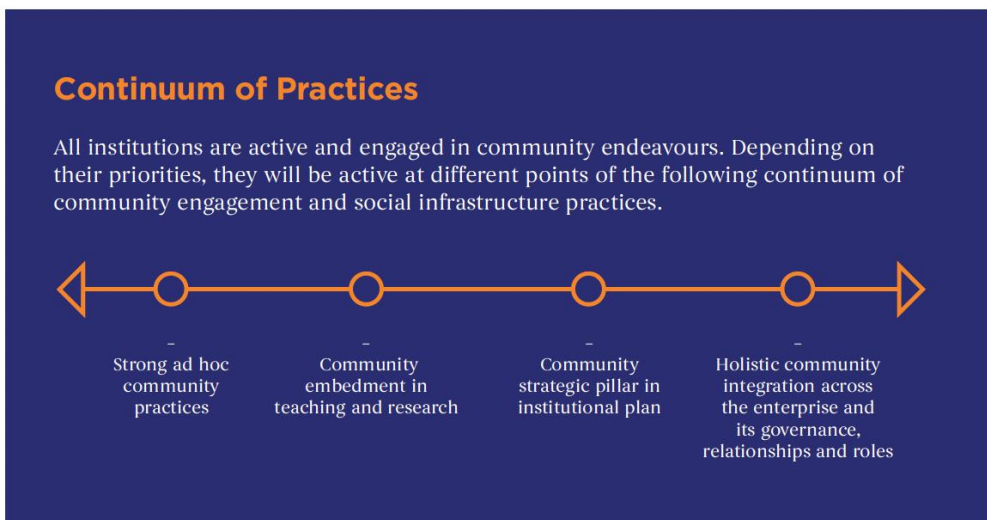 Continuum of Practices
All institutions are active and engaged in community endeavours. Depending on
their priorities, they will be active at different points of the following continuum of
community engagement and social infrastructure practices.
–
Strong ad hoc
community
practices
–
Community
embedment in
teaching and research
–
Community
strategic pillar in
institutional plan
–
Holistic community
integration across
the enterprise and
its governance,
relationships and roles